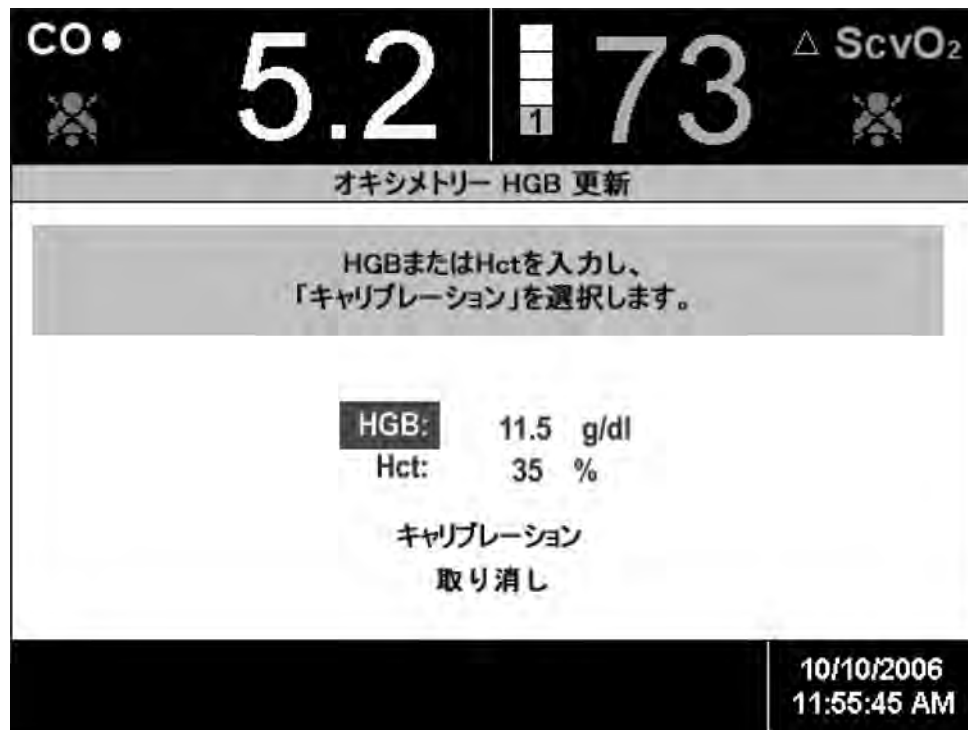 CO
5.2
1
73
△ ScvO₂
オキシメトリー HGB 更新
HGBまたはHctを入力し、
「キャリブレーション」を選択します。
HGB: 11.5 g/dl
Hct: 35 %
キャリブレーション
取り消し
10/10/2006
11:55:45 AM